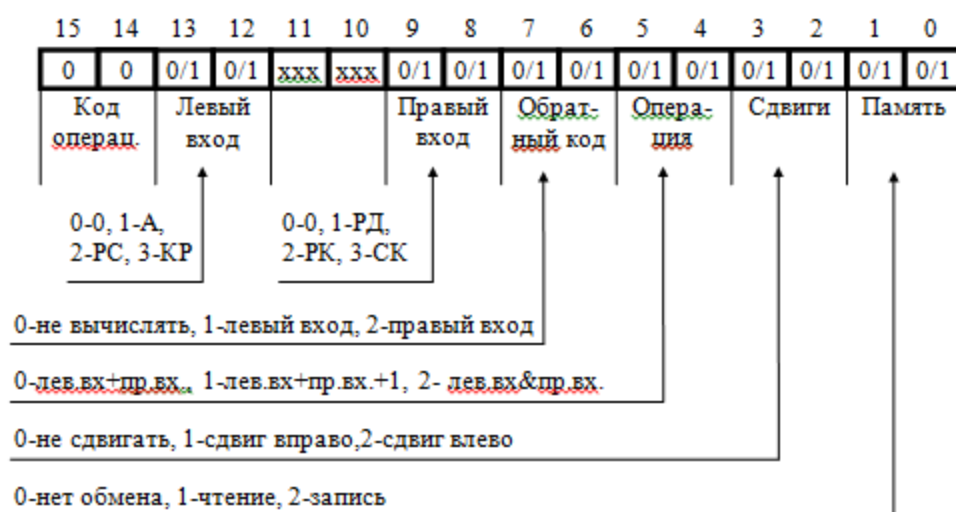 15 14 13 12 11 10 9 8 7 6 5 4 3 2 1 0
0 0 0/1 0/1 xxx xxx 0/1 0/1 0/1 0/1 0/1 0/1 0/1 0/1 0/1 0/1
Код Левый Правый Обрат- Опера- Сдвиги Память
операц. вход вход ный код ция
0-0, 1-А, 0-0, 1-РД,
2-РС, 3-КР 2-РК, 3-СК
0-не вычислять, 1-левый вход, 2-правый вход
0-лев.вх+пр.вх., 1-лев.вх+пр.вх.+1, 2- лев.вх&пр.вх.
0-не сдвигать, 1-сдвиг вправо,2-сдвиг влево
0-нет обмена, 1-чтение, 2-запись